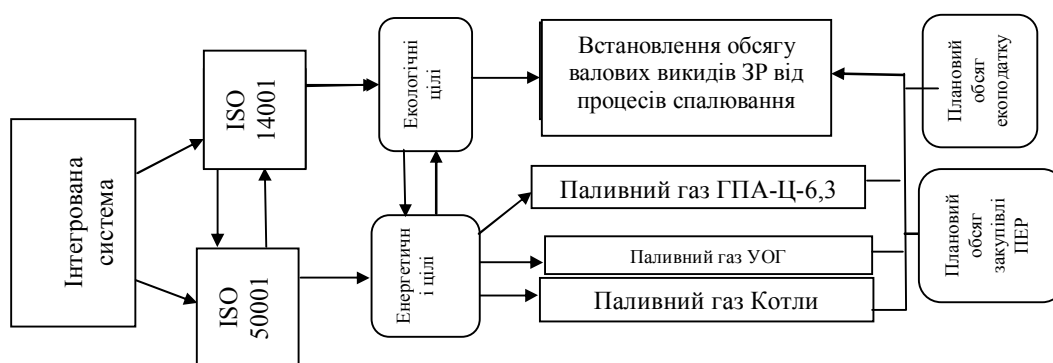 Інтегрована
система
ISO
14001
ISO
50001
Екологічні
цілі
Енергетичн
і цілі
Встановлення обсягу
валових викидів ЗР від
процесів спалювання
Паливний газ ГПА-Ц-6,3
Паливний газ УОГ
Паливний газ Котли
Плановий
обсяг
екоподатку
Плановий
обсяг
закупівлі
ПЕР